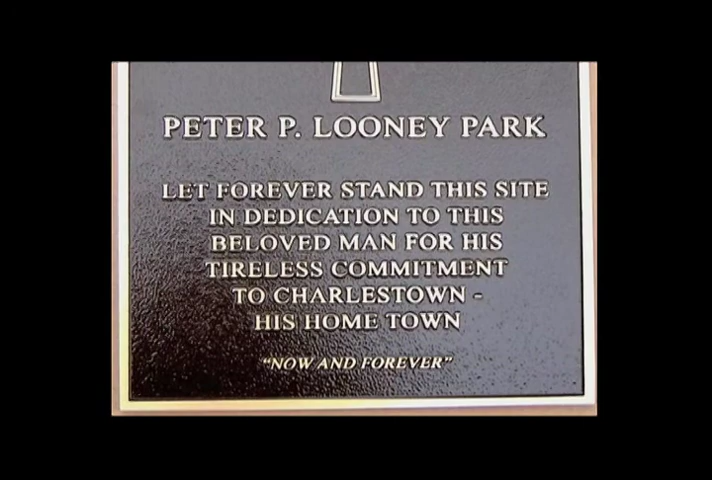 PETER P. LOONEY PARK
LET FOREVER STAND THIS SITE
IN DEDICATION TO THIS
BELOVED MAN FOR HIS
TIRELESS COMMITMENT
TO CHARLESTOWN -
HIS HOME TOWN
"NOW AND FOREVER"